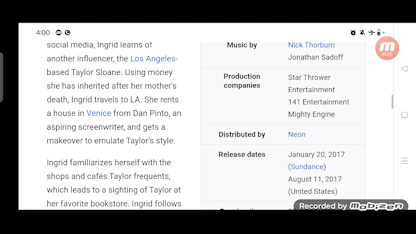 4:00
social media, Ingrid learns of
another influencer, the Los Angeles-
based Taylor Sloane. Using money
she has inherited after her mother's
death, Ingrid travels to LA. She rents
a house in Venice from Dan Pinto, an
aspiring screenwriter, and gets a
makeover to emulate Taylor's style.
Ingrid familiarizes herself with the
shops and cafés Taylor frequents,
which leads to a sighting of Taylor at
her favorite bookstore. Ingrid follows
Music by
Nick Thorburn
Jonathan Sadoff
Production
companies
Star Thrower
Entertainment
141 Entertainment
Mighty Engine
Distributed by
Neon
Release dates
January 20, 2017
(Sundance)
August 11, 2017
(United States)
M
Recorded by Mobizen